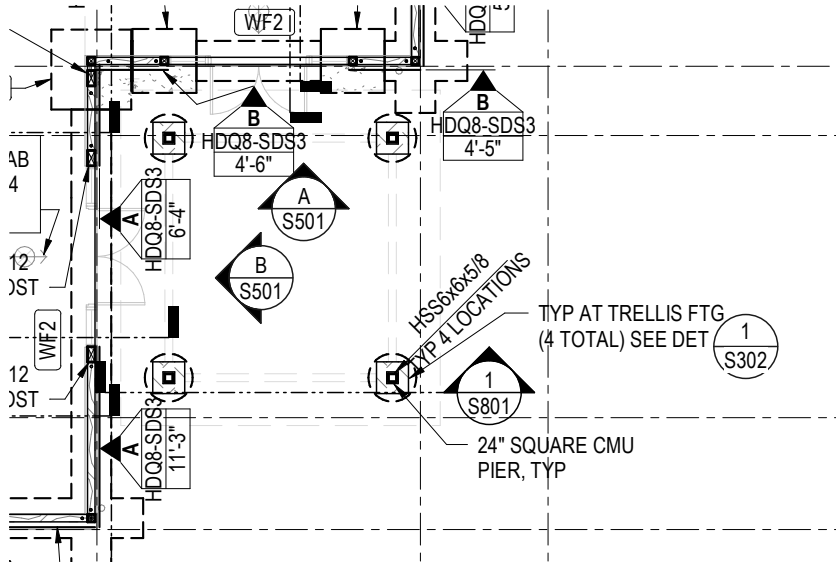 WF2
HDQ
B
HDQ8-SDS3
4'-6"
B
HDQ8-SDS3
4'-5"
AB
4
A
HDQ8-SDS3
6'-4"
A
S501
B
S501
12
OST
WF2
HSS6x6x5/8
TYP 4 LOCATIONS
TYP AT TRELLIS FTG
(4 TOTAL) SEE DET
1
S302
12
OST
1
S801
A
HDQ8-SDS3
11'-3"
24" SQUARE CMU
PIER, TYP